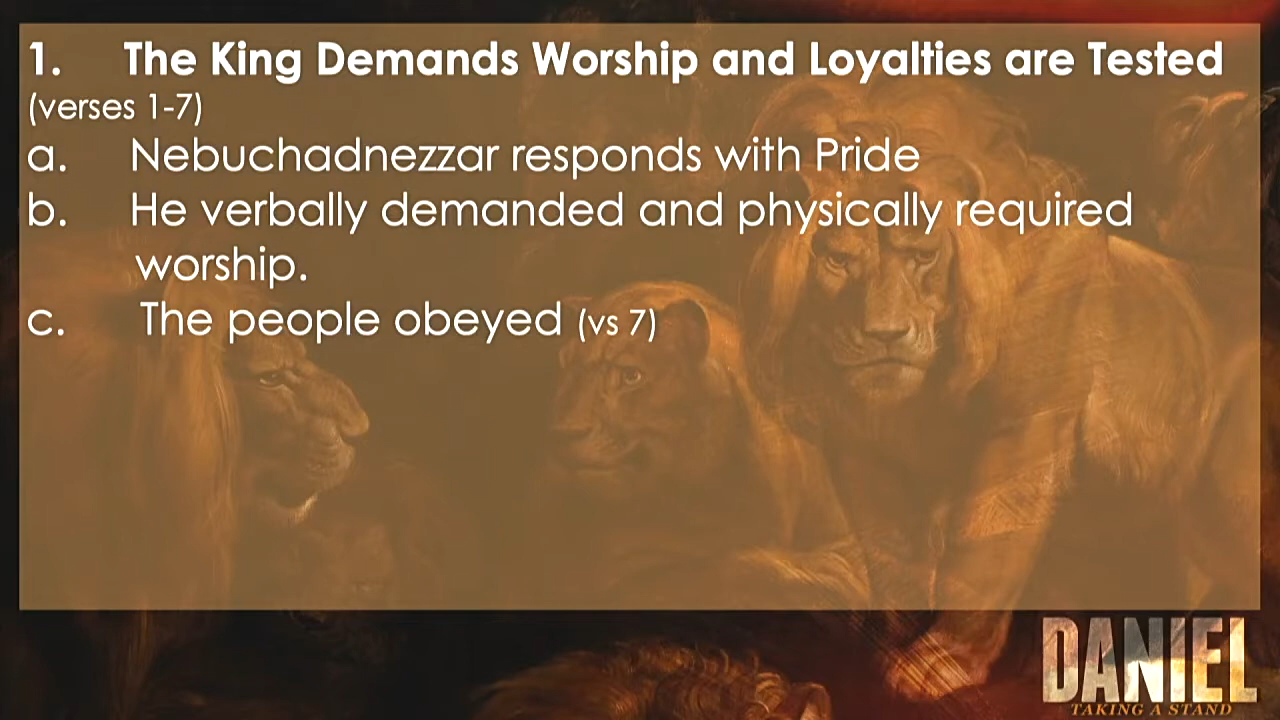 1. The King Demands Worship and Loyalties are Tested
(verses 1-7)
a. Nebuchadnezzar responds with Pride
b. He verbally demanded and physically required
worship.
c. The people obeyed (vs 7)
DANIEL
TAKING A STAND